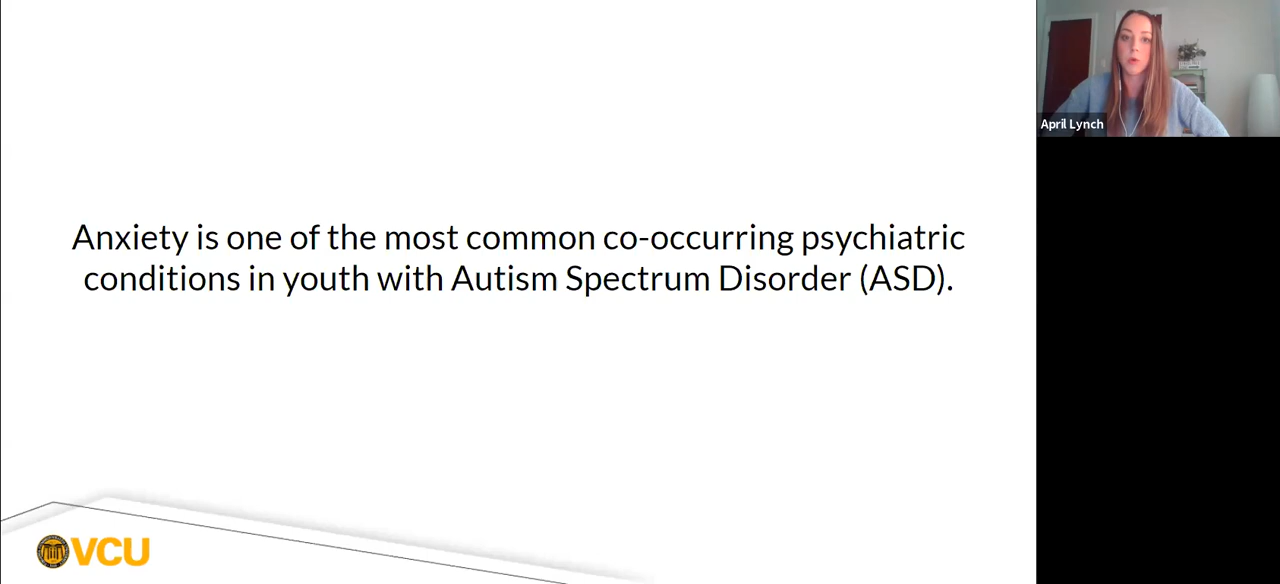 April Lynch
Anxiety is one of the most common co-occurring psychiatric
conditions in youth with Autism Spectrum Disorder (ASD).
VCU